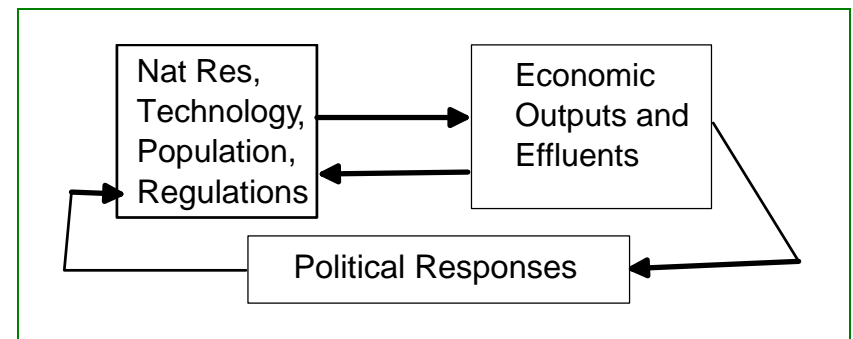 Nat Res,
Technology,
Population,
Regulations
Economic
Outputs and
Effluents
Political Responses